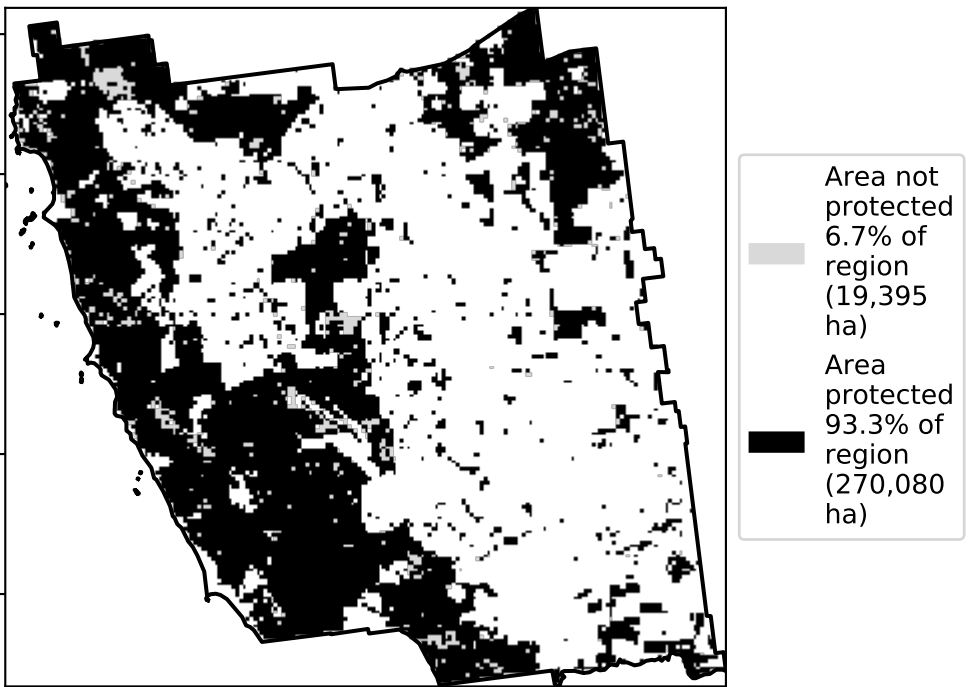 Area not
protected
6.7% of
region
(19,395
ha)
Area
protected
93.3% of
region
(270,080
ha)